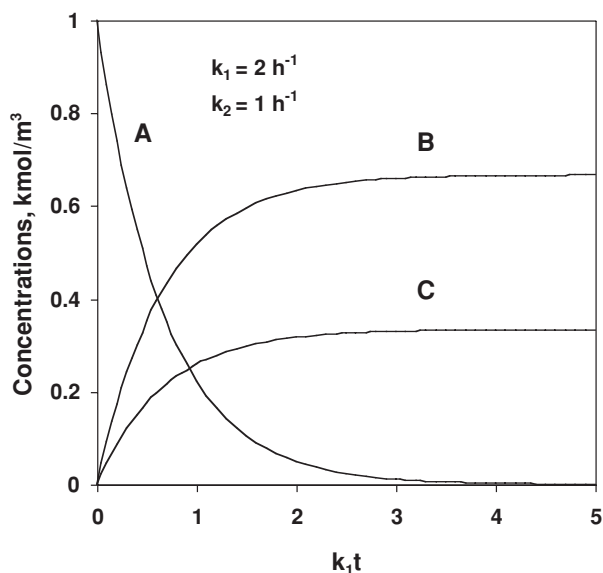 1
0.8
0.6
0.4
0.2
0
0 1 2 3 4 5
Concentrations, kmol/m³
k₁t
k₁ = 2 h⁻¹
k₂ = 1 h⁻¹
A
B
C